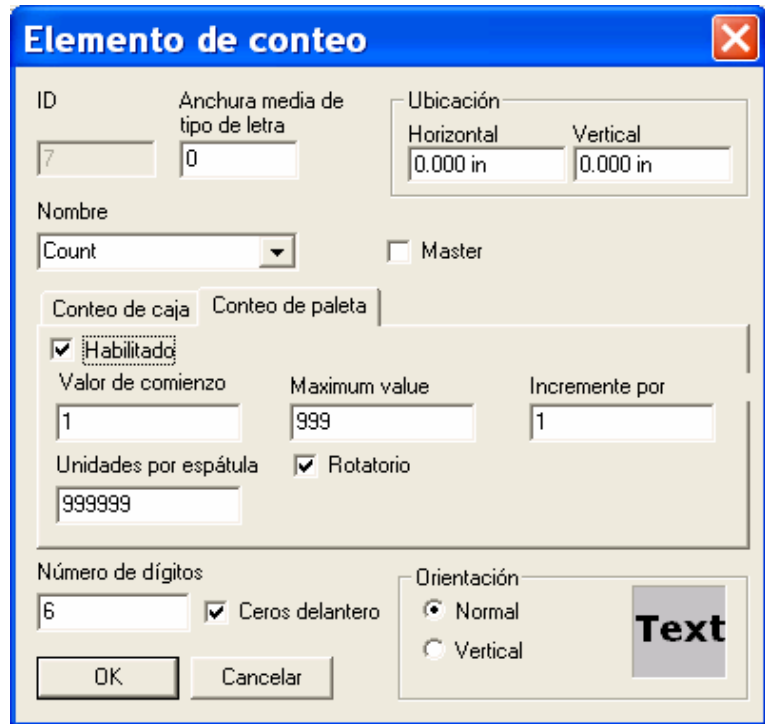 Elemento de conteo
ID
Anchura media de
tipo de letra
7
0
Ubicación
Horizontal
Vertical
0.000 in
0.000 in
Nombre
Count
Master
Conteo de caja
Conteo de paleta
Habilitado
Valor de comienzo
Maximum value
Incremente por
1
999
1
Unidades por espátula
Rotatorio
999999
Número de dígitos
6
Ceros delantero
Orientación
Normal
Vertical
Text
OK
Cancelar